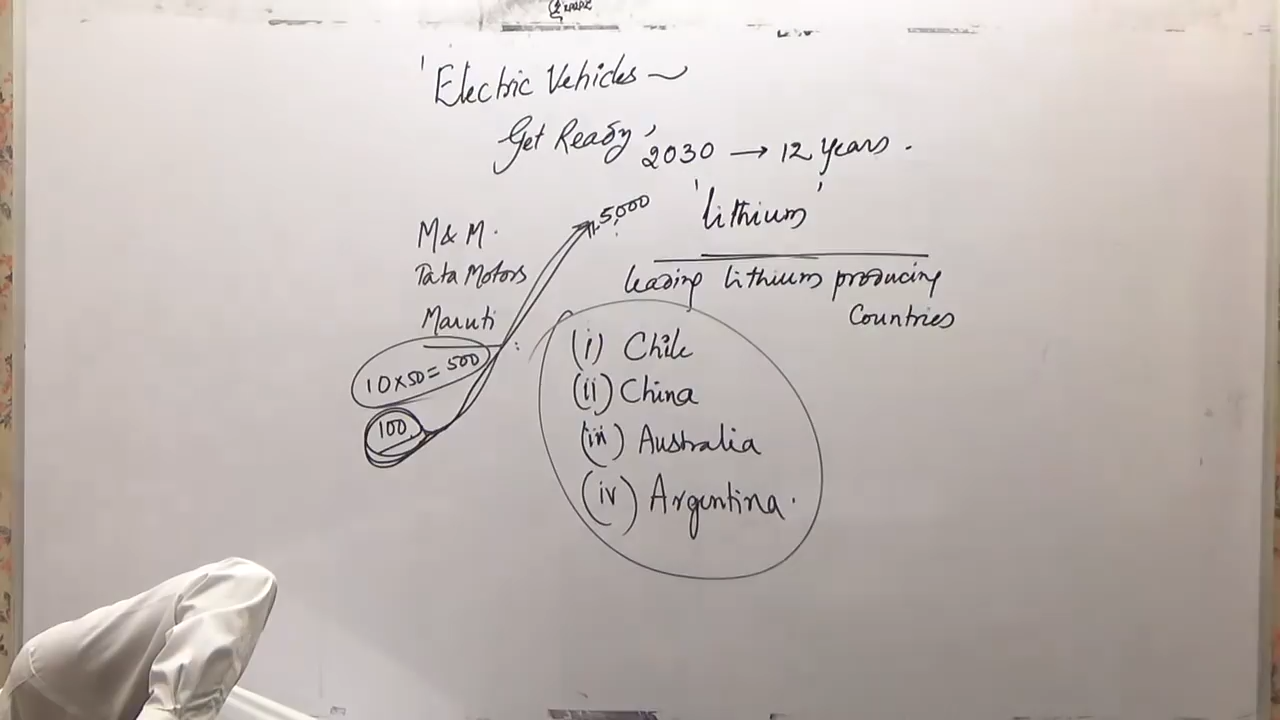 'Electric Vehicles ~
Get Ready'
2030 → 12 years.
'Lithium'
leading lithium producing
Countries
(i) Chile
(ii) China
(iii) Australia
(iv) Argentina.
M & M.
Tata Motors
Maruti
10×50=500
100
5000